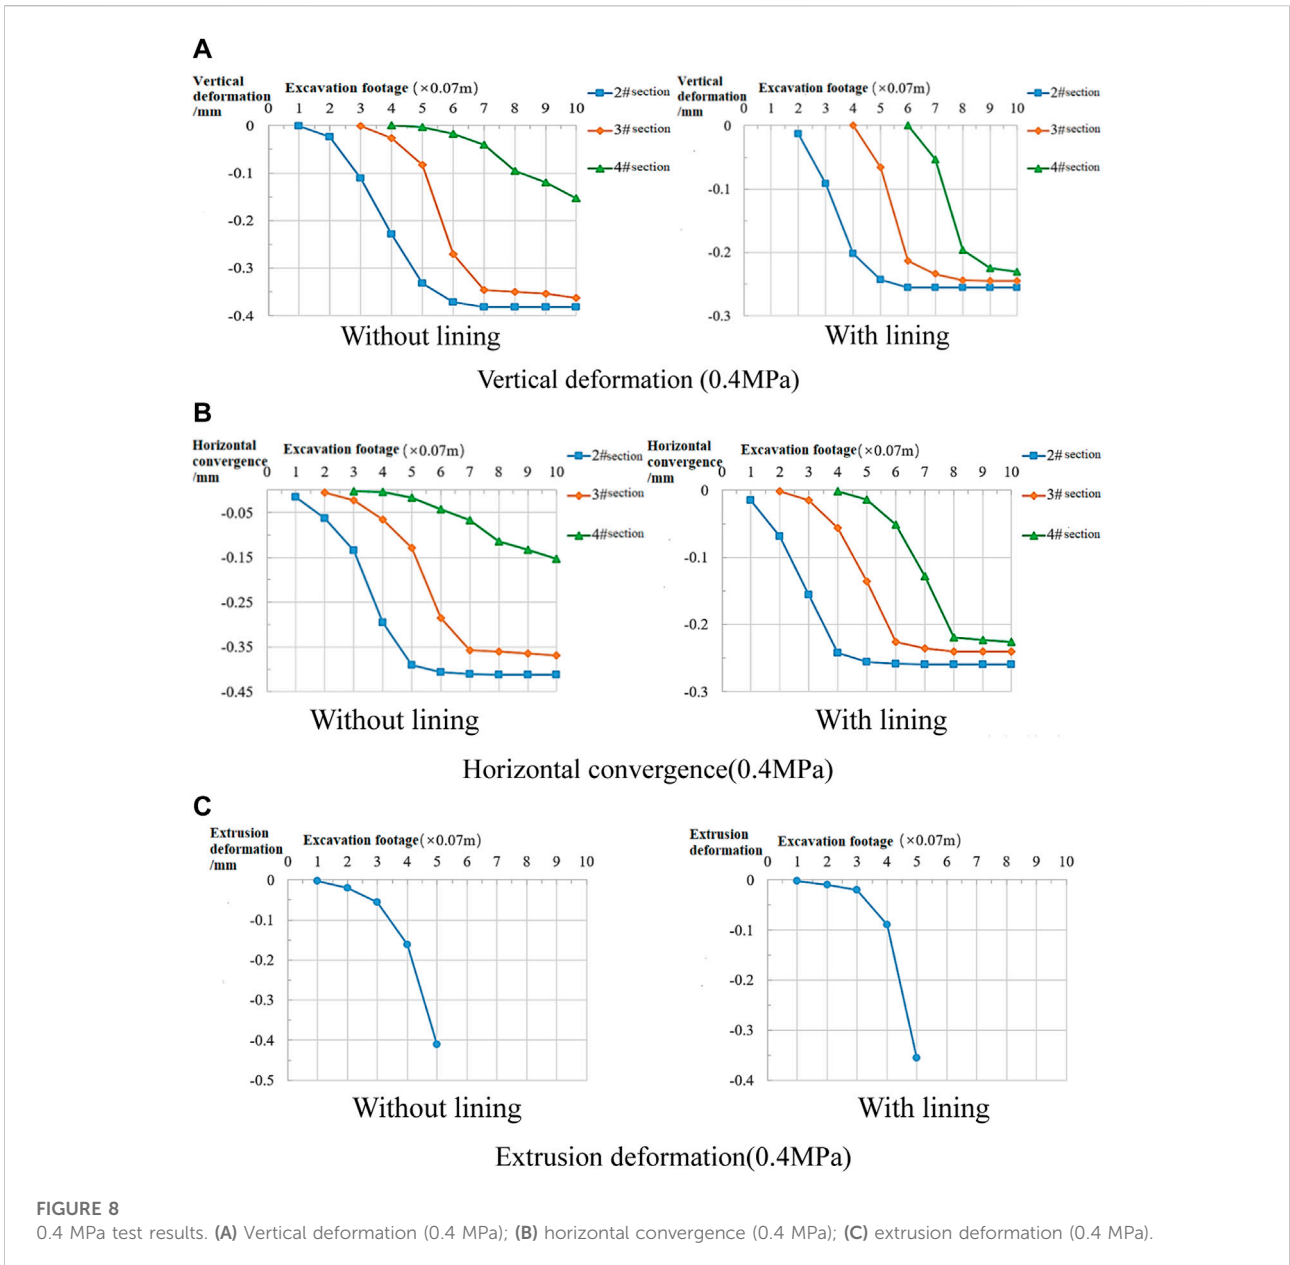 A
Vertical
deformation
/mm
Excavation footage (×0.07m)
0 1 2 3 4 5 6 7 8 9 10
0
-0.1
-0.2
-0.3
-0.4
2#section
3#section
4#section
Without lining
Vertical
deformation
/mm
Excavation footage (×0.07m)
0 1 2 3 4 5 6 7 8 9 10
0
-0.1
-0.2
-0.3
2#section
3#section
4#section
With lining
Vertical deformation (0.4MPa)
B
Horizontal
convergence
/mm
Excavation footage (×0.07m)
0 1 2 3 4 5 6 7 8 9 10
-0.05
-0.15
-0.25
-0.35
-0.45
2#section
3#section
4#section
Without lining
Horizontal
convergence
/mm
Excavation footage(×0.07m)
0 1 2 3 4 5 6 7 8 9 10
0
-0.1
-0.2
-0.3
2# section
3# section
4#section
With lining
Horizontal convergence(0.4MPa)
C
Extrusion
deformation
/mm
Excavation footage(×0.07m)
0 1 2 3 4 5 6 7 8 9 10
0
-0.1
-0.2
-0.3
-0.4
-0.5
Without lining
Extrusion
deformation
Excavation footage (×0.07m)
0 1 2 3 4 5 6 7 8 9 10
0
-0.1
-0.2
-0.3
-0.4
With lining
Extrusion deformation(0.4MPa)
FIGURE 8
0.4 MPa test results. (A) Vertical deformation (0.4 MPa); (B) horizontal convergence (0.4 MPa); (C) extrusion deformation (0.4 MPa).